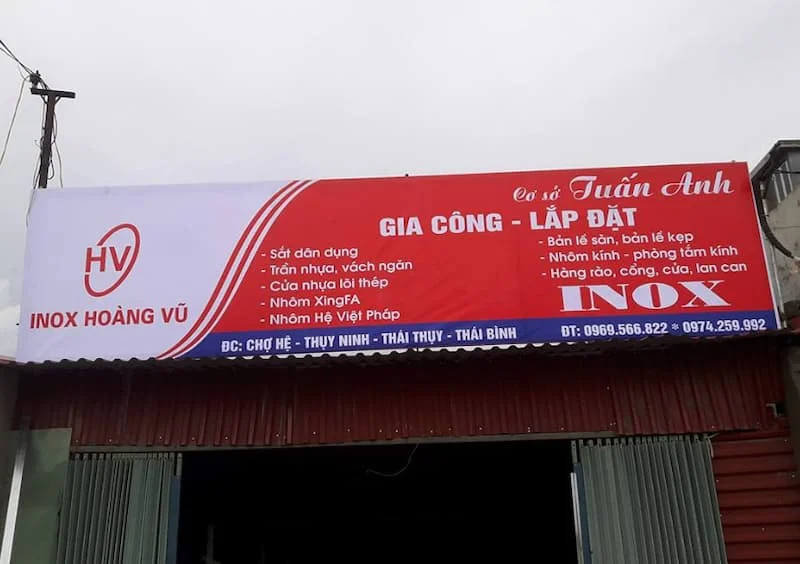 HV
INOX HOÀNG VŨ
Cơ sở Tuấn Anh
GIA CÔNG - LẮP ĐẶT
- Sắt dân dụng
- Trần nhựa, vách ngăn
- Cửa nhựa lõi thép
- Nhôm XingFA
- Nhôm Hệ Việt Pháp
- Bản lề sàn, bản lề kẹp
- Nhôm kính - phòng tắm kính
- Hàng rào, cổng, cửa, lan can
INOX
ĐC: CHỢ HỆ - THỤY NINH - THÁI THỤY - THÁI BÌNH
ĐT: 0969.566.822 * 0974.259.992